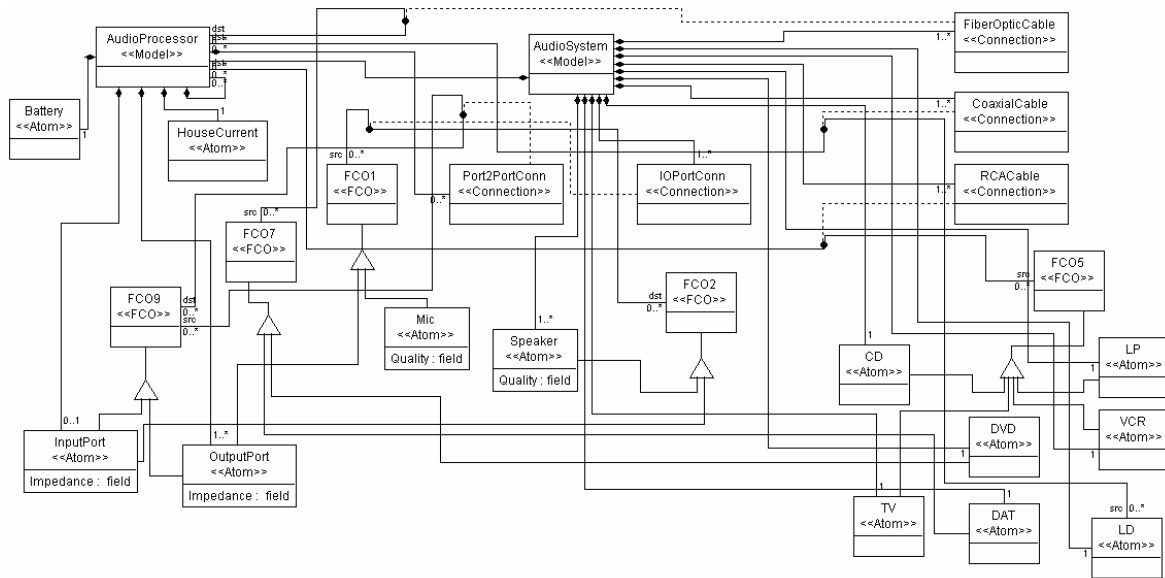 AudioProcessor
<<Model>>
dst
dst
0..*
dst
0..*
AudioSystem
<<Model>>
FiberOpticCable
<<Connection>>
1..*
Battery
<<Atom>>
1
HouseCurrent
<<Atom>>
1
CoaxialCable
<<Connection>>
1..*
src 0..*
FCO1
<<FCO>>
Port2PortConn
<<Connection>>
0..*
1..*
IOPortConn
<<Connection>>
RCACable
<<Connection>>
1..*
src 0..*
FCO7
<<FCO>>
FCO5
<<FCO>>
src
0..*
FCO9
<<FCO>>
dst
0..*
src
0..*
FCO2
<<FCO>>
dst
0..*
Mic
<<Atom>>
Quality : field
1..*
Speaker
<<Atom>>
Quality : field
1
CD
<<Atom>>
LP
<<Atom>>
1
VCR
<<Atom>>
1
0..1
InputPort
<<Atom>>
Impedance : field
1..*
OutputPort
<<Atom>>
Impedance : field
DVD
<<Atom>>
1
1
TV
<<Atom>>
1
DAT
<<Atom>>
src 0..*
LD
<<Atom>>
1